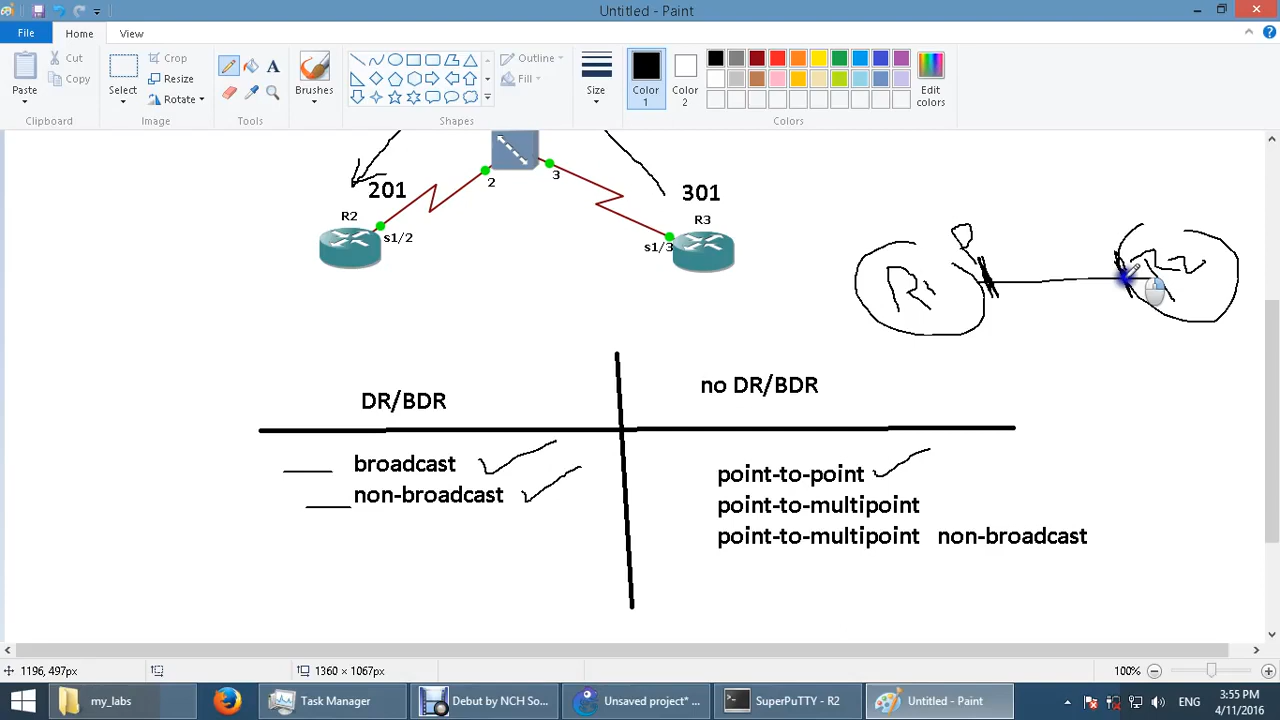 Untitled - Paint
File
Home
View
Paste
Cut
Copy
Clipboard
Select
Crop
Resize
Rotate
Image
Tools
Brushes
Shapes
Outline
Fill
Size
Color 1
Color 2
Edit colors
Colors
201
2
3
301
R2
s1/2
R3
s1/3
R1
R2
DR/BDR
no DR/BDR
broadcast
non-broadcast
point-to-point
point-to-multipoint
point-to-multipoint non-broadcast
1196, 497px
1360 × 1067px
100%
my_labs
Task Manager
Debut by NCH So...
Unsaved project* ...
SuperPuTTY - R2
Untitled - Paint
ENG
3:55 PM
4/11/2016